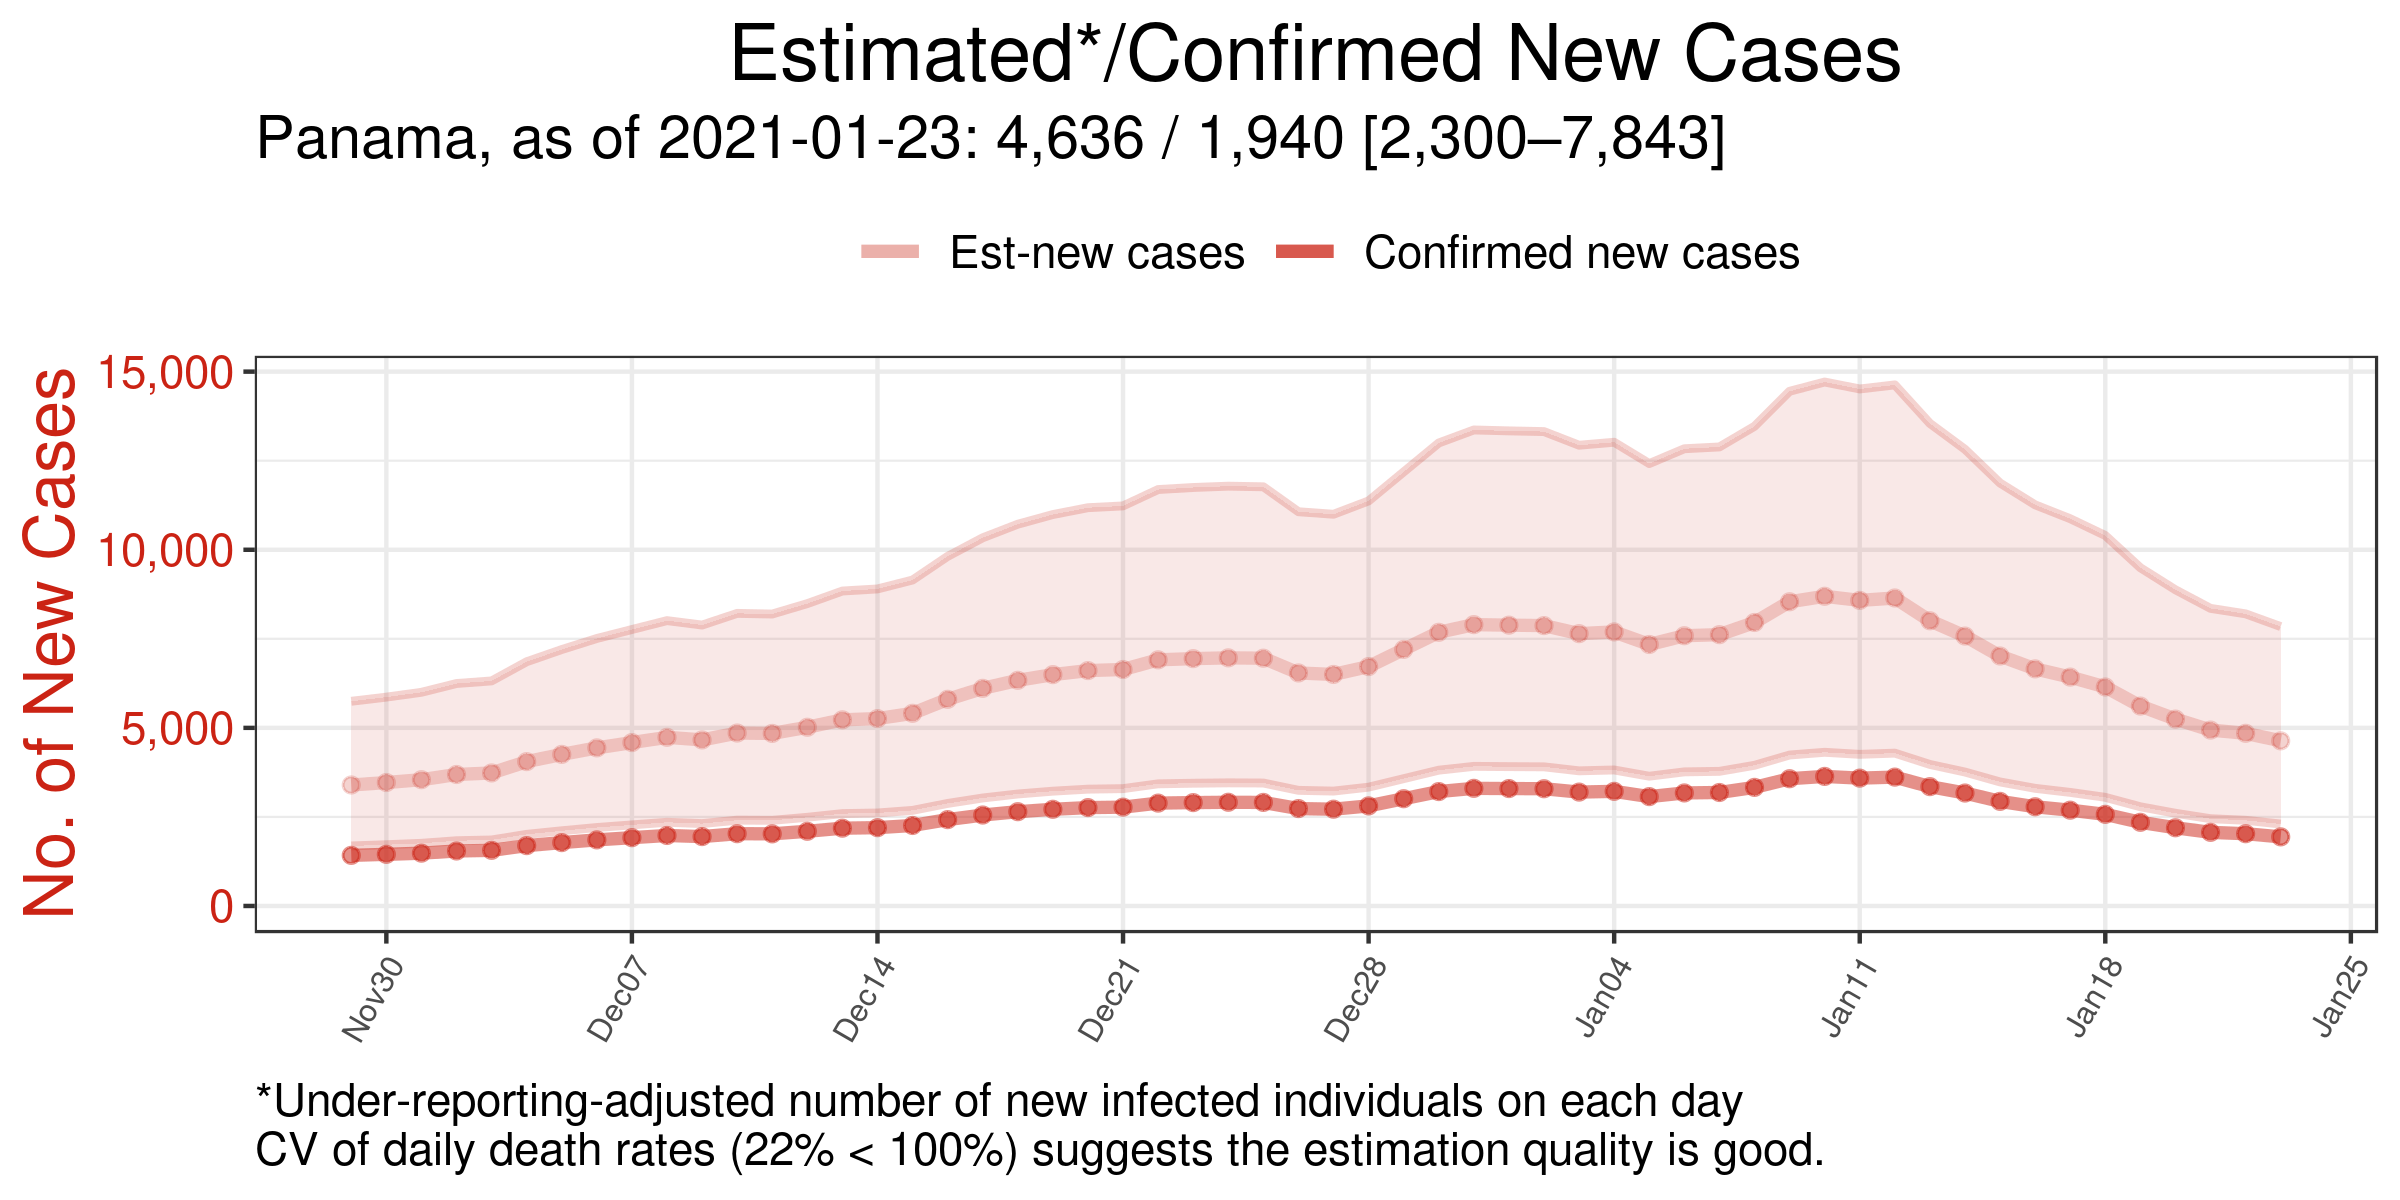 Estimated*/Confirmed New Cases
Panama, as of 2021-01-23: 4,636 / 1,940 [2,300–7,843]
Est-new cases Confirmed new cases
No. of New Cases
15,000
10,000
5,000
0
Nov30 Dec07 Dec14 Dec21 Dec28 Jan04 Jan11 Jan18 Jan25
*Under-reporting-adjusted number of new infected individuals on each day
CV of daily death rates (22% < 100%) suggests the estimation quality is good.